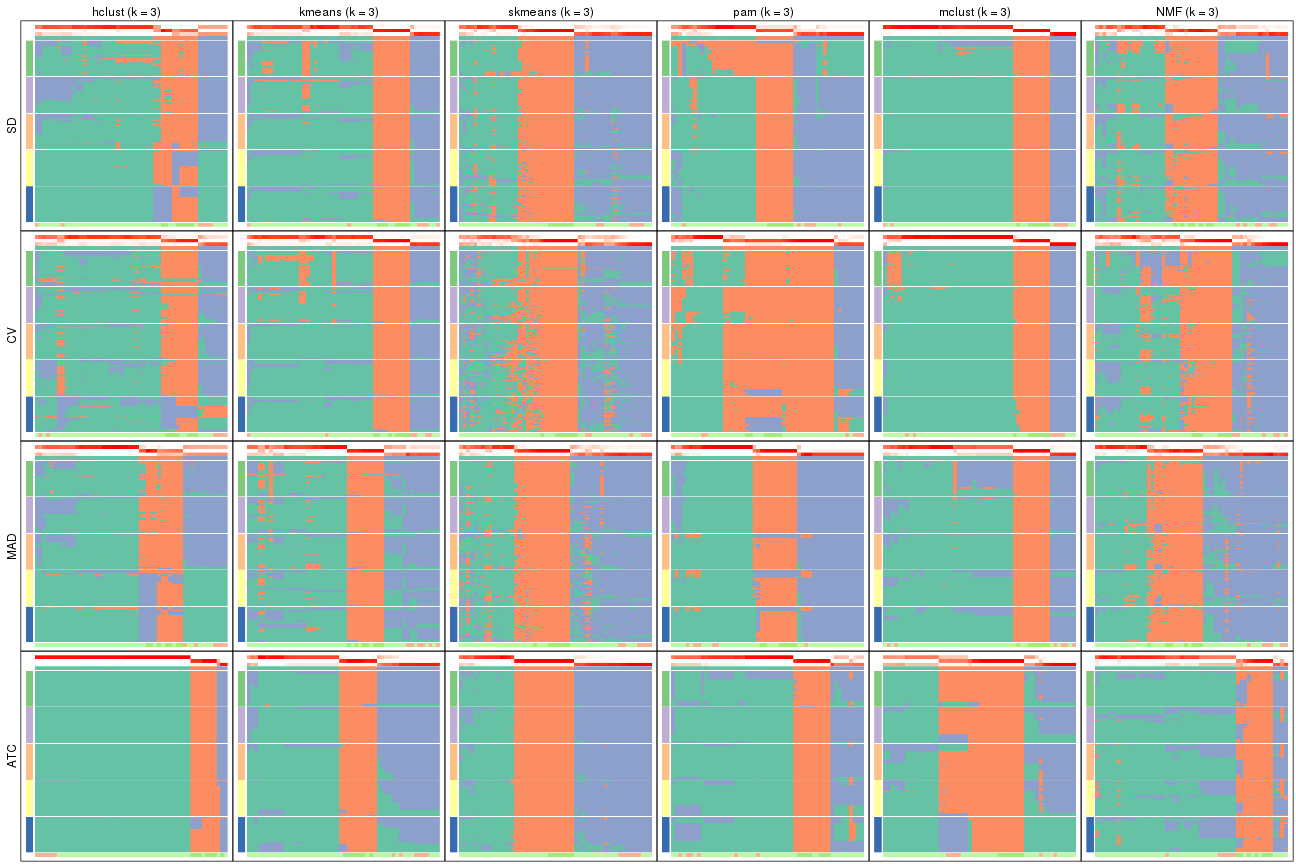 hclust (k = 3) kmeans (k = 3) skmeans (k = 3) pam (k = 3) mclust (k = 3) NMF (k = 3)
SD
CV
MAD
ATC